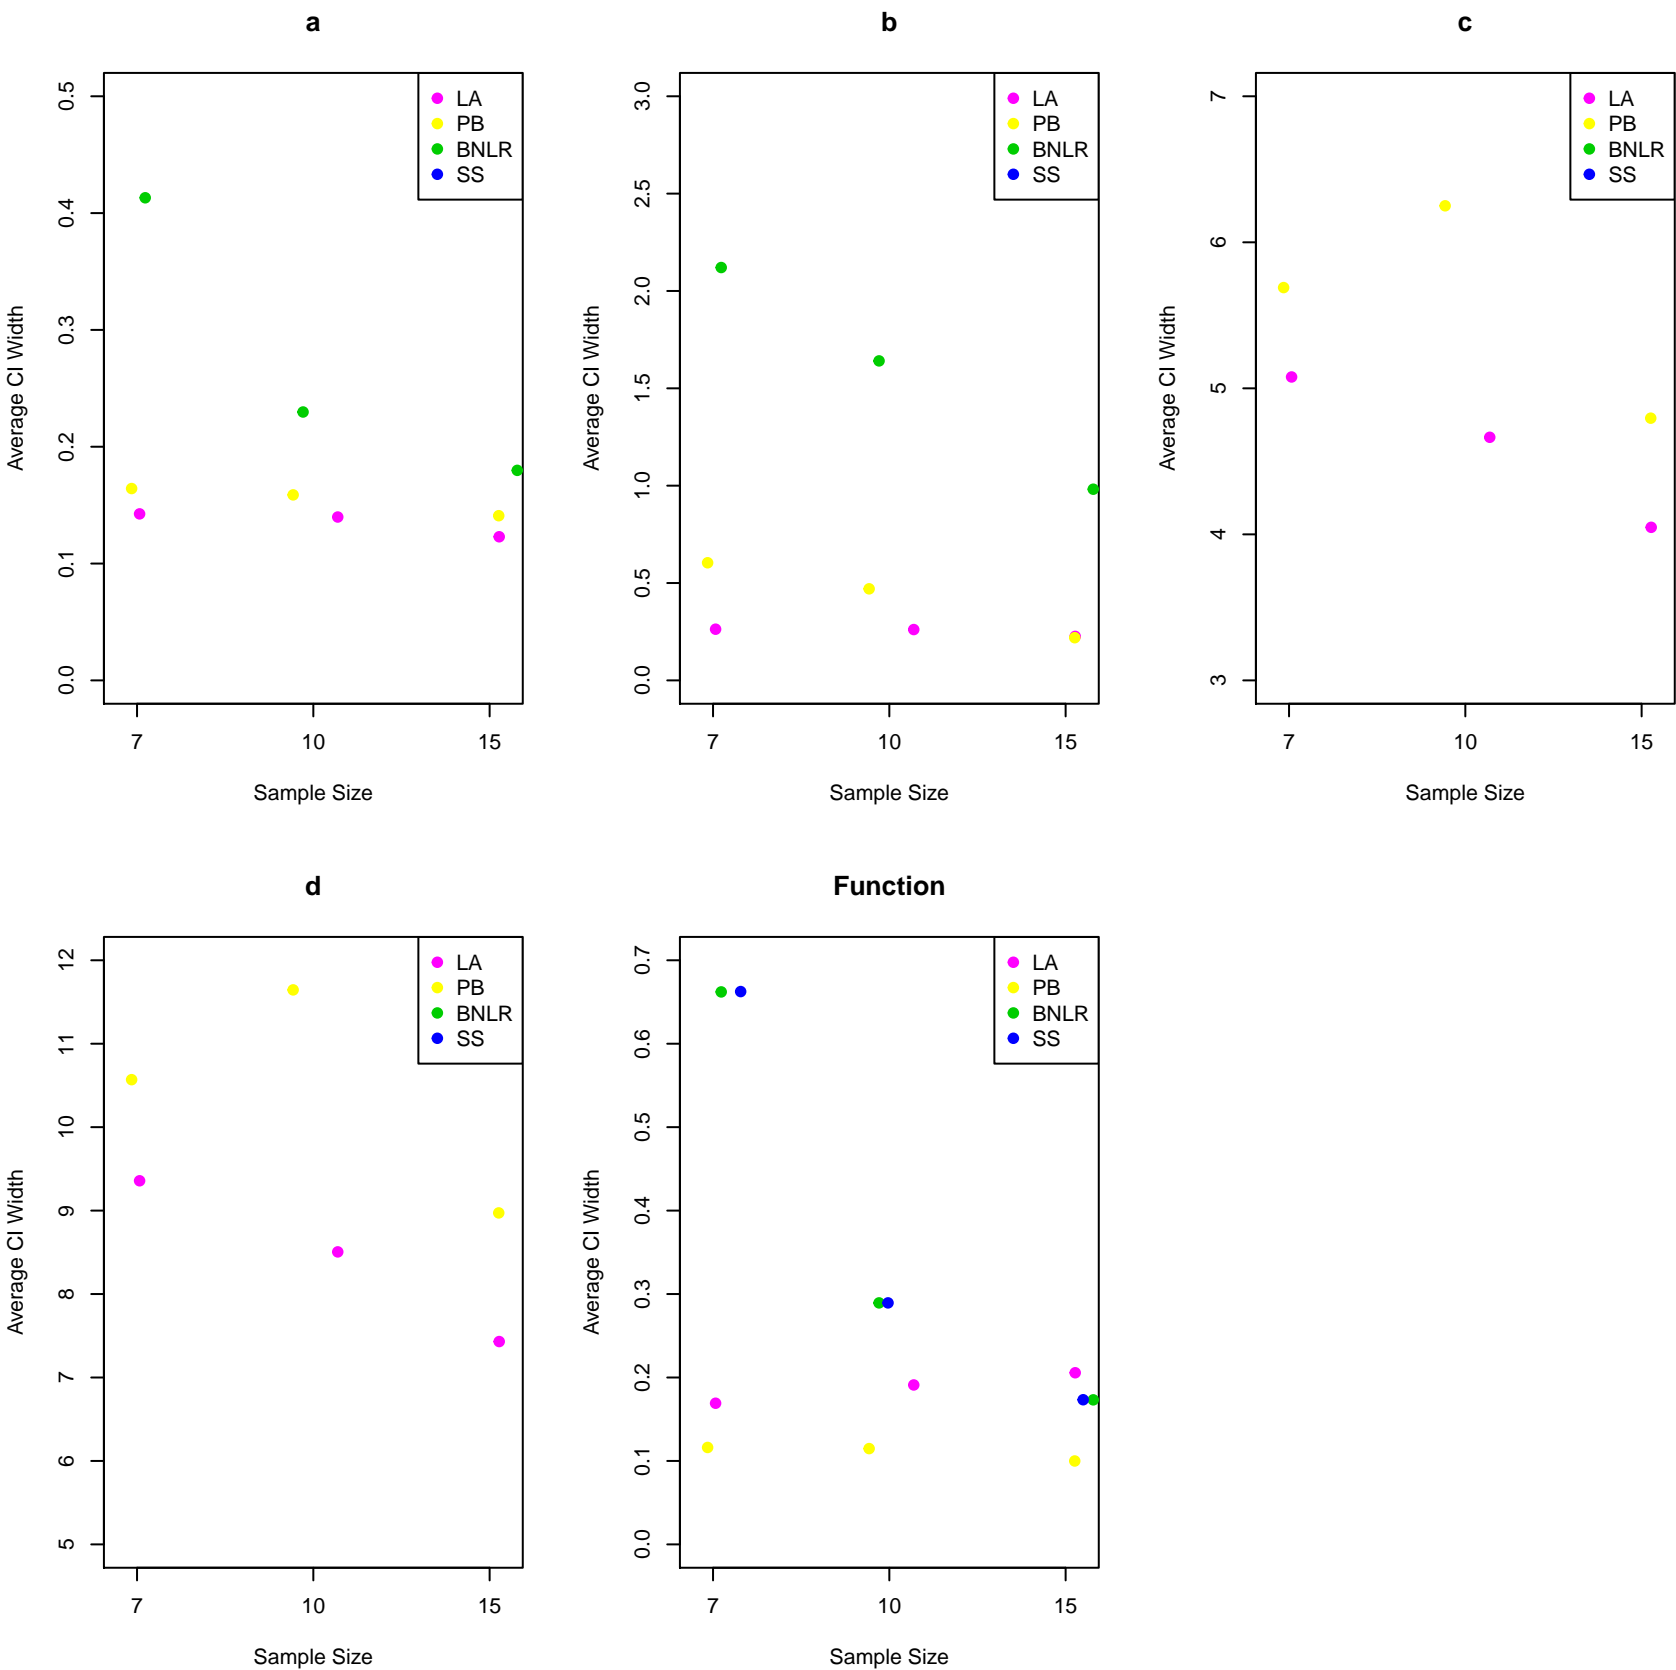 a
Average CI Width
0.0 0.1 0.2 0.3 0.4 0.5
LA
PB
BNLR
SS
7 10 15
Sample Size
b
Average CI Width
0.0 0.5 1.0 1.5 2.0 2.5 3.0
LA
PB
BNLR
SS
7 10 15
Sample Size
c
Average CI Width
3 4 5 6 7
LA
PB
BNLR
SS
7 10 15
Sample Size
d
Average CI Width
5 6 7 8 9 10 11 12
LA
PB
BNLR
SS
7 10 15
Sample Size
Function
Average CI Width
0.0 0.1 0.2 0.3 0.4 0.5 0.6 0.7
LA
PB
BNLR
SS
7 10 15
Sample Size